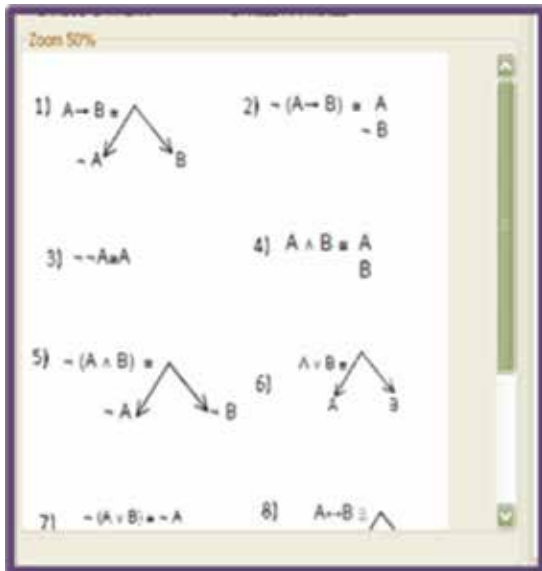 Zoom 50%
1) A→B ≡
¬A B
2) ¬(A→B) ≡ A
¬B
3) ¬¬A≡A
4) A ∧ B ≡ A
B
5) ¬(A ∧ B) ≡
¬A ¬B
6) A∨B≡
A B
7) ¬(A∨B)≡¬A
8) A↔B ≅